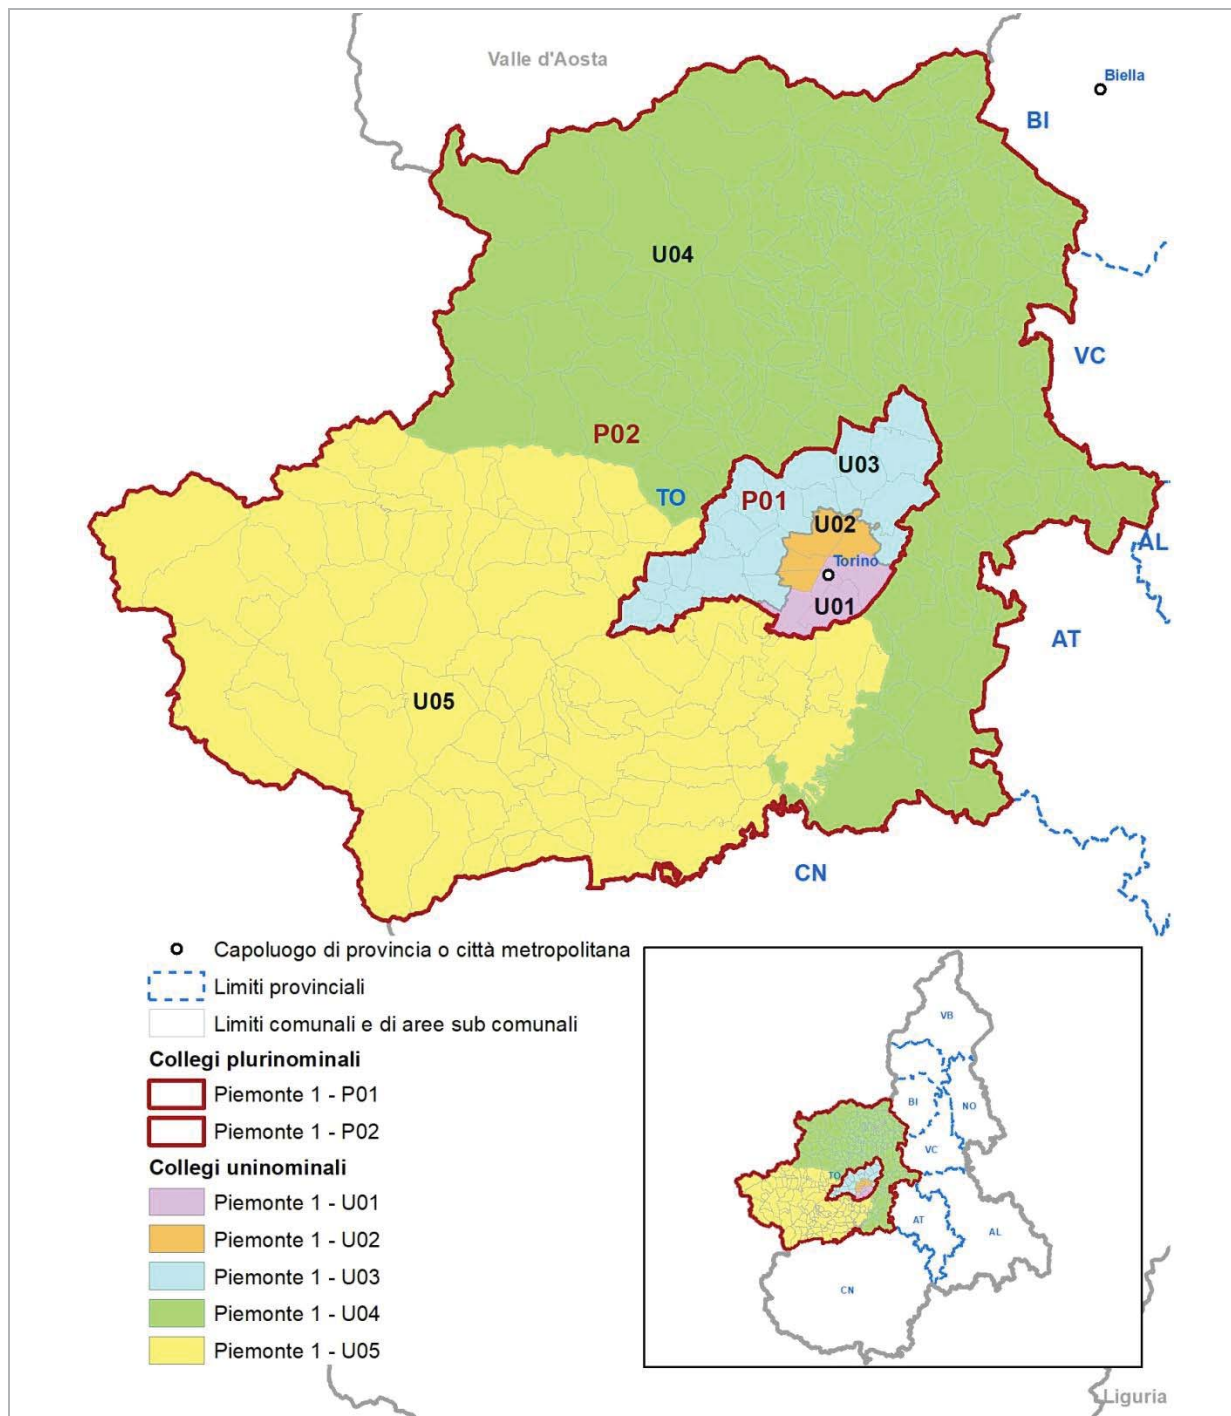 Valle d'Aosta
Biella
BI
U04
VC
P02
U03
TO
P01
U02
AL
Torino
U01
AT
U05
CN
Capoluogo di provincia o città metropolitana
Limiti provinciali
Limiti comunali e di aree sub comunali
Collegi plurinominali
Piemonte 1 - P01
Piemonte 1 - P02
Collegi uninominali
Piemonte 1 - U01
Piemonte 1 - U02
Piemonte 1 - U03
Piemonte 1 - U04
Piemonte 1 - U05
VB
BI
NO
VC
TO
AT
AL
CN
Liguria